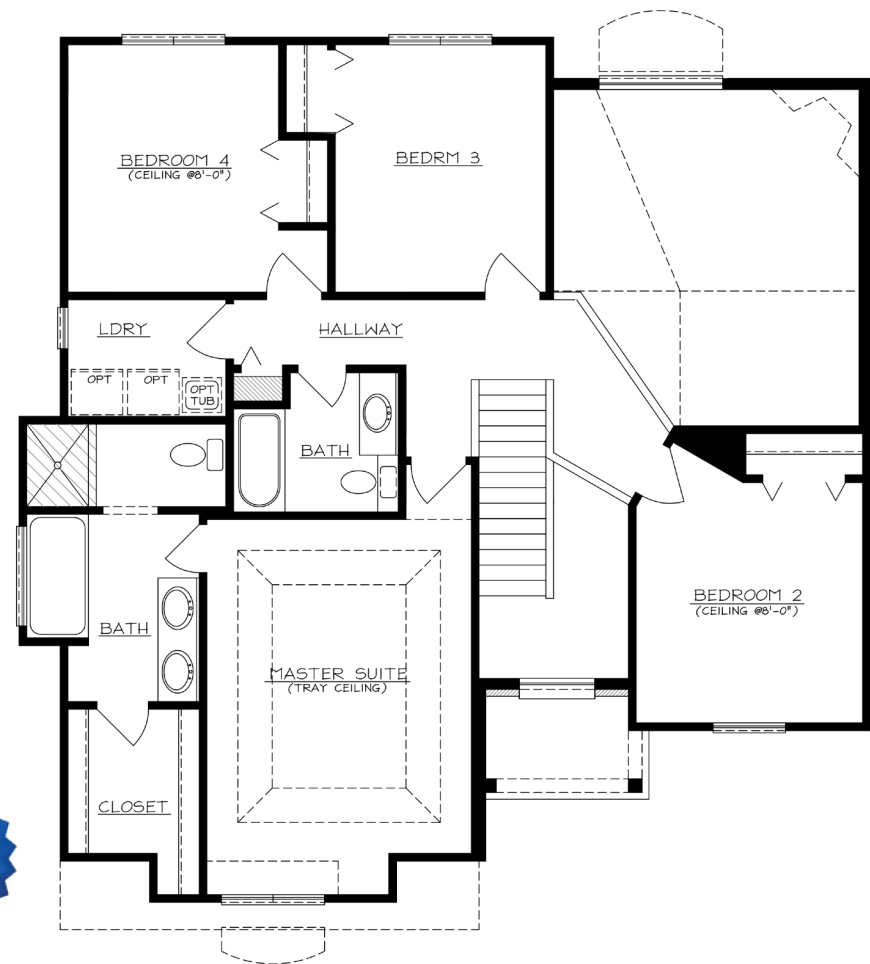 BEDROOM 4
(CEILING @8'-0")
BEDRM 3
LDRY
HALLWAY
OPT
OPT
OPT
TUB
BATH
BEDROOM 2
(CEILING @8'-0")
BATH
MASTER SUITE
(TRAY CEILING)
CLOSET